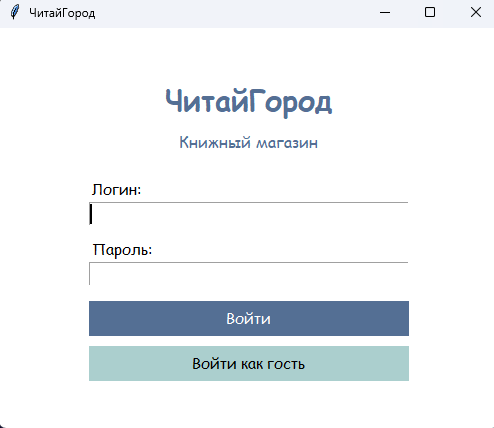 ЧитайГород
ЧитайГород
Книжный магазин
Логин:
Пароль:
Войти
Войти как гость